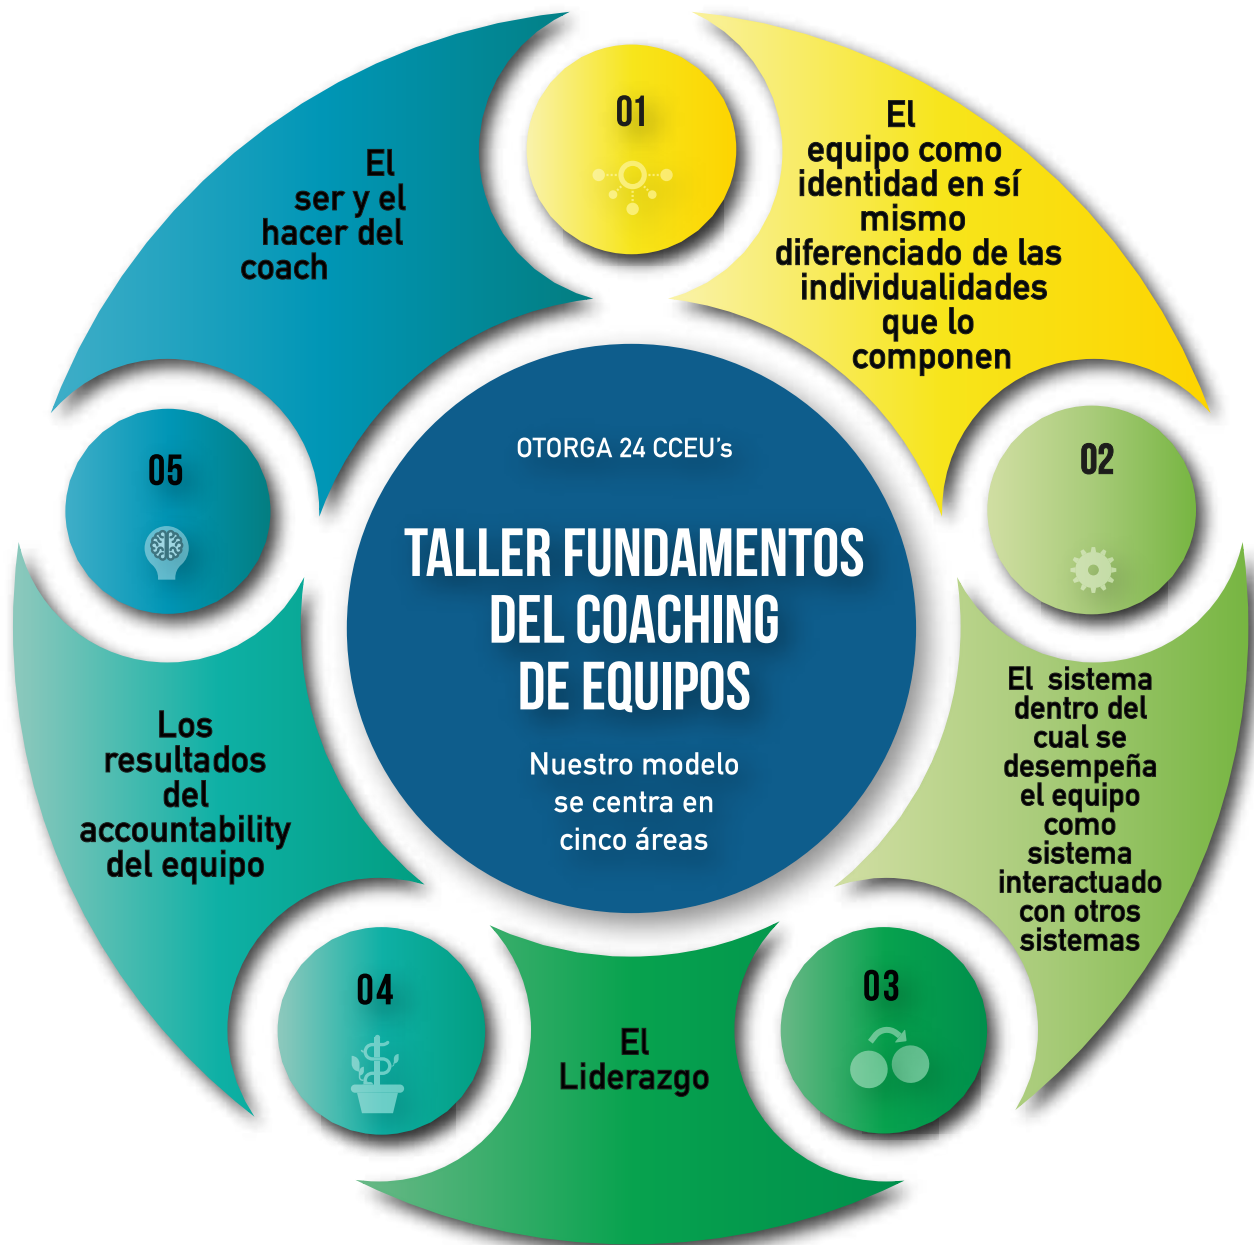 OTORGA 24 CCEU's
TALLER FUNDAMENTOS
DEL COACHING
DE EQUIPOS
Nuestro modelo
se centra en
cinco áreas
01
El
equipo como
identidad en sí
mismo
diferenciado de las
individualidades
que lo
componen
02
El sistema
dentro del
cual se
desempeña
el equipo
como
sistema
interactuado
con otros
sistemas
03
El
Liderazgo
04
Los
resultados
del
accountability
del equipo
05
El
ser y el
hacer del
coach